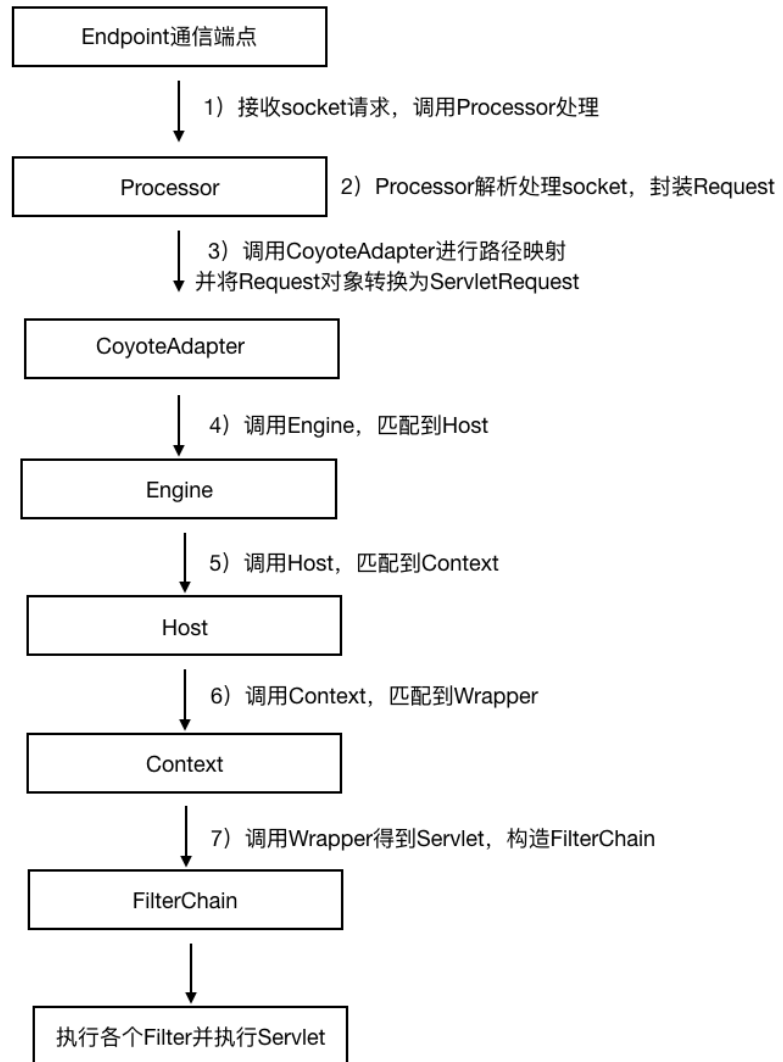 Endpoint通信端点
1）接收socket请求，调用Processor处理
Processor
2）Processor解析处理socket，封装Request
3）调用CoyoteAdapter进行路径映射
并将Request对象转换为ServletRequest
CoyoteAdapter
4）调用Engine，匹配到Host
Engine
5）调用Host，匹配到Context
Host
6）调用Context，匹配到Wrapper
Context
7）调用Wrapper得到Servlet，构造FilterChain
FilterChain
执行各个Filter并执行Servlet